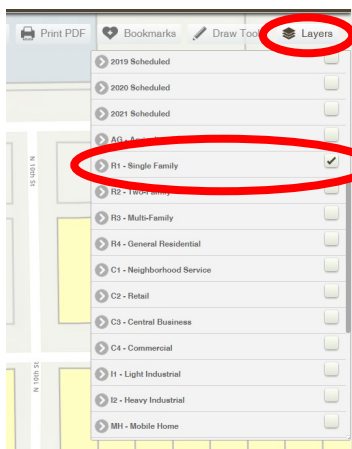 Print PDF Bookmarks Draw Tool Layers
2019 Scheduled
2020 Scheduled
2021 Scheduled
AG -
R1 - Single Family
R2 - Two-Family
R3 - Multi-Family
R4 - General Residential
C1 - Neighborhood Service
C2 - Retail
C3 - Central Business
C4 - Commercial
I1 - Light Industrial
I2 - Heavy Industrial
MH - Mobile Home
N 10th St
N 10th St